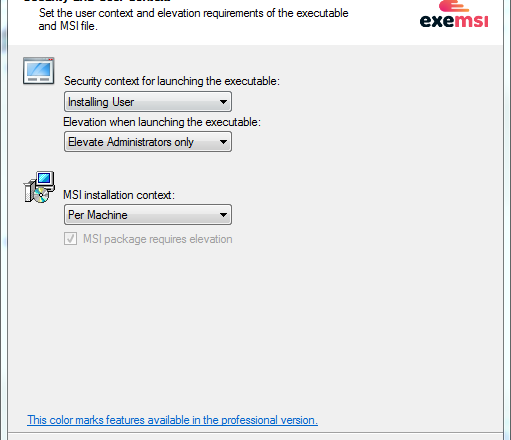 Set the user context and elevation requirements of the executable
and MSI file.
exemsi
Security context for launching the executable:
Installing User
Elevation when launching the executable:
Elevate Administrators only
MSI installation context:
Per Machine
MSI package requires elevation
This color marks features available in the professional version.